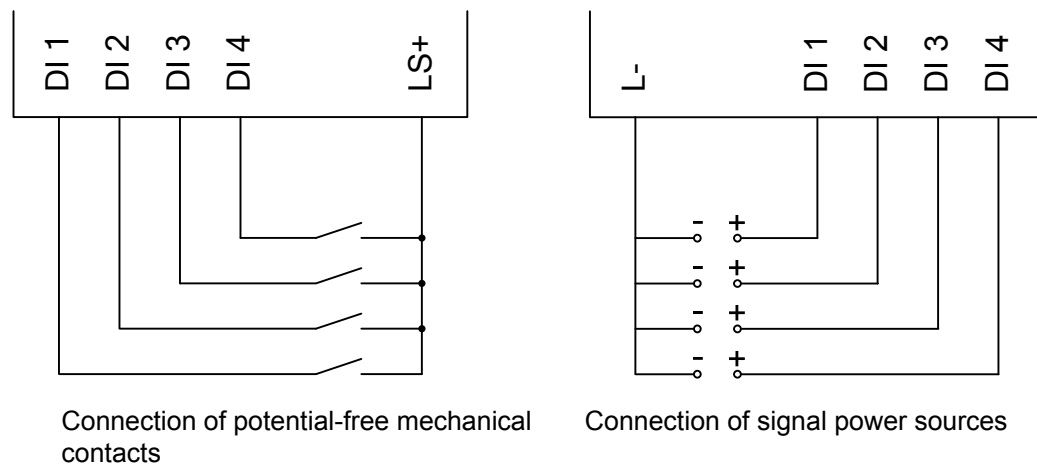 DI 1
DI 2
DI 3
DI 4
LS+
L-
DI 1
DI 2
DI 3
DI 4
- +
- +
- +
- +
Connection of potential-free mechanical
contacts
Connection of signal power sources